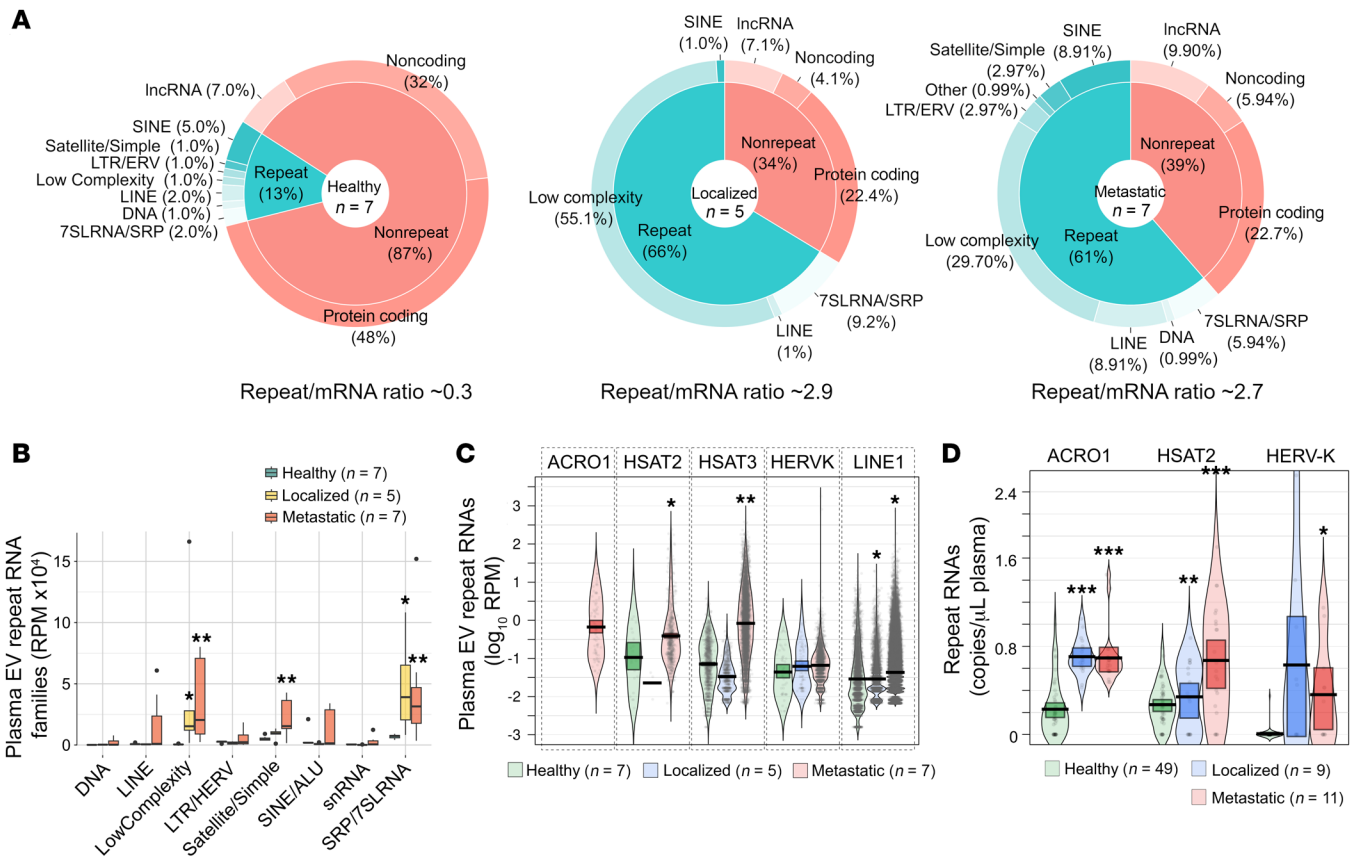 A
Noncoding
(32%)
lncRNA (7.0%)
SINE (5.0%)
Satellite/Simple (1.0%)
LTR/ERV (1.0%)
Low Complexity (1.0%)
LINE (2.0%)
DNA (1.0%)
7SLRNA/SRP (2.0%)
Repeat
(13%)
Healthy
n = 7
Nonrepeat
(87%)
Protein coding
(48%)
Repeat/mRNA ratio ~0.3
SINE
(1.0%)
lncRNA
(7.1%)
Noncoding
(4.1%)
Nonrepeat
(34%)
Protein coding
(22.4%)
Localized
n = 5
Low complexity
(55.1%)
Repeat
(66%)
7SLRNA/SRP
(9.2%)
LINE
(1%)
Repeat/mRNA ratio ~2.9
SINE
(8.91%)
lncRNA
(9.90%)
Satellite/Simple
(2.97%)
Other (0.99%)
LTR/ERV (2.97%)
Noncoding
(5.94%)
Nonrepeat
(39%)
Metastatic
n = 7
Protein coding
(22.7%)
Low complexity
(29.70%)
Repeat
(61%)
7SLRNA/SRP
(5.94%)
DNA
(0.99%)
LINE
(8.91%)
Repeat/mRNA ratio ~2.7
B
Healthy (n = 7)
Localized (n = 5)
Metastatic (n = 7)
Plasma EV repeat RNA
families (RPM x10⁴)
15
10
5
0
*
**
**
*
**
DNA
LINE
LowComplexity
LTR/HERV
Satellite/Simple
SINE/ALU
snRNA
SRP/7SLRNA
C
ACRO1
HSAT2
HSAT3
HERVK
LINE1
Plasma EV repeat RNAs
(log₁₀ RPM)
3
2
1
0
-1
-2
-3
*
**
*
*
Healthy (n = 7)
Localized (n = 5)
Metastatic (n = 7)
D
ACRO1
HSAT2
HERV-K
Repeat RNAs
(copies/μL plasma)
2.4
1.6
0.8
0
***
***
**
***
*
Healthy (n = 49)
Localized (n = 9)
Metastatic (n = 11)